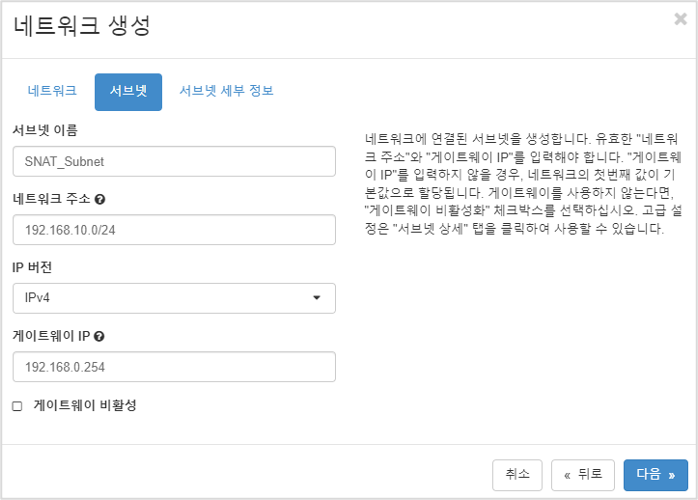 네트워크 생성
네트워크
서브넷
서브넷 세부 정보
서브넷 이름
SNAT_Subnet
네트워크 주소
192.168.10.0/24
IP 버전
IPv4
게이트웨이 IP
192.168.0.254
게이트웨이 비활성
네트워크에 연결된 서브넷을 생성합니다. 유효한 "네트워
크 주소"와 "게이트웨이 IP"를 입력해야 합니다. "게이트웨
이 IP"를 입력하지 않을 경우, 네트워크의 첫번째 값이 기
본값으로 할당됩니다. 게이트웨이를 사용하지 않는다면,
"게이트웨이 비활성화" 체크박스를 선택하십시오. 고급 설
정은 "서브넷 상세" 탭을 클릭하여 사용할 수 있습니다.
취소
« 뒤로
다음 »